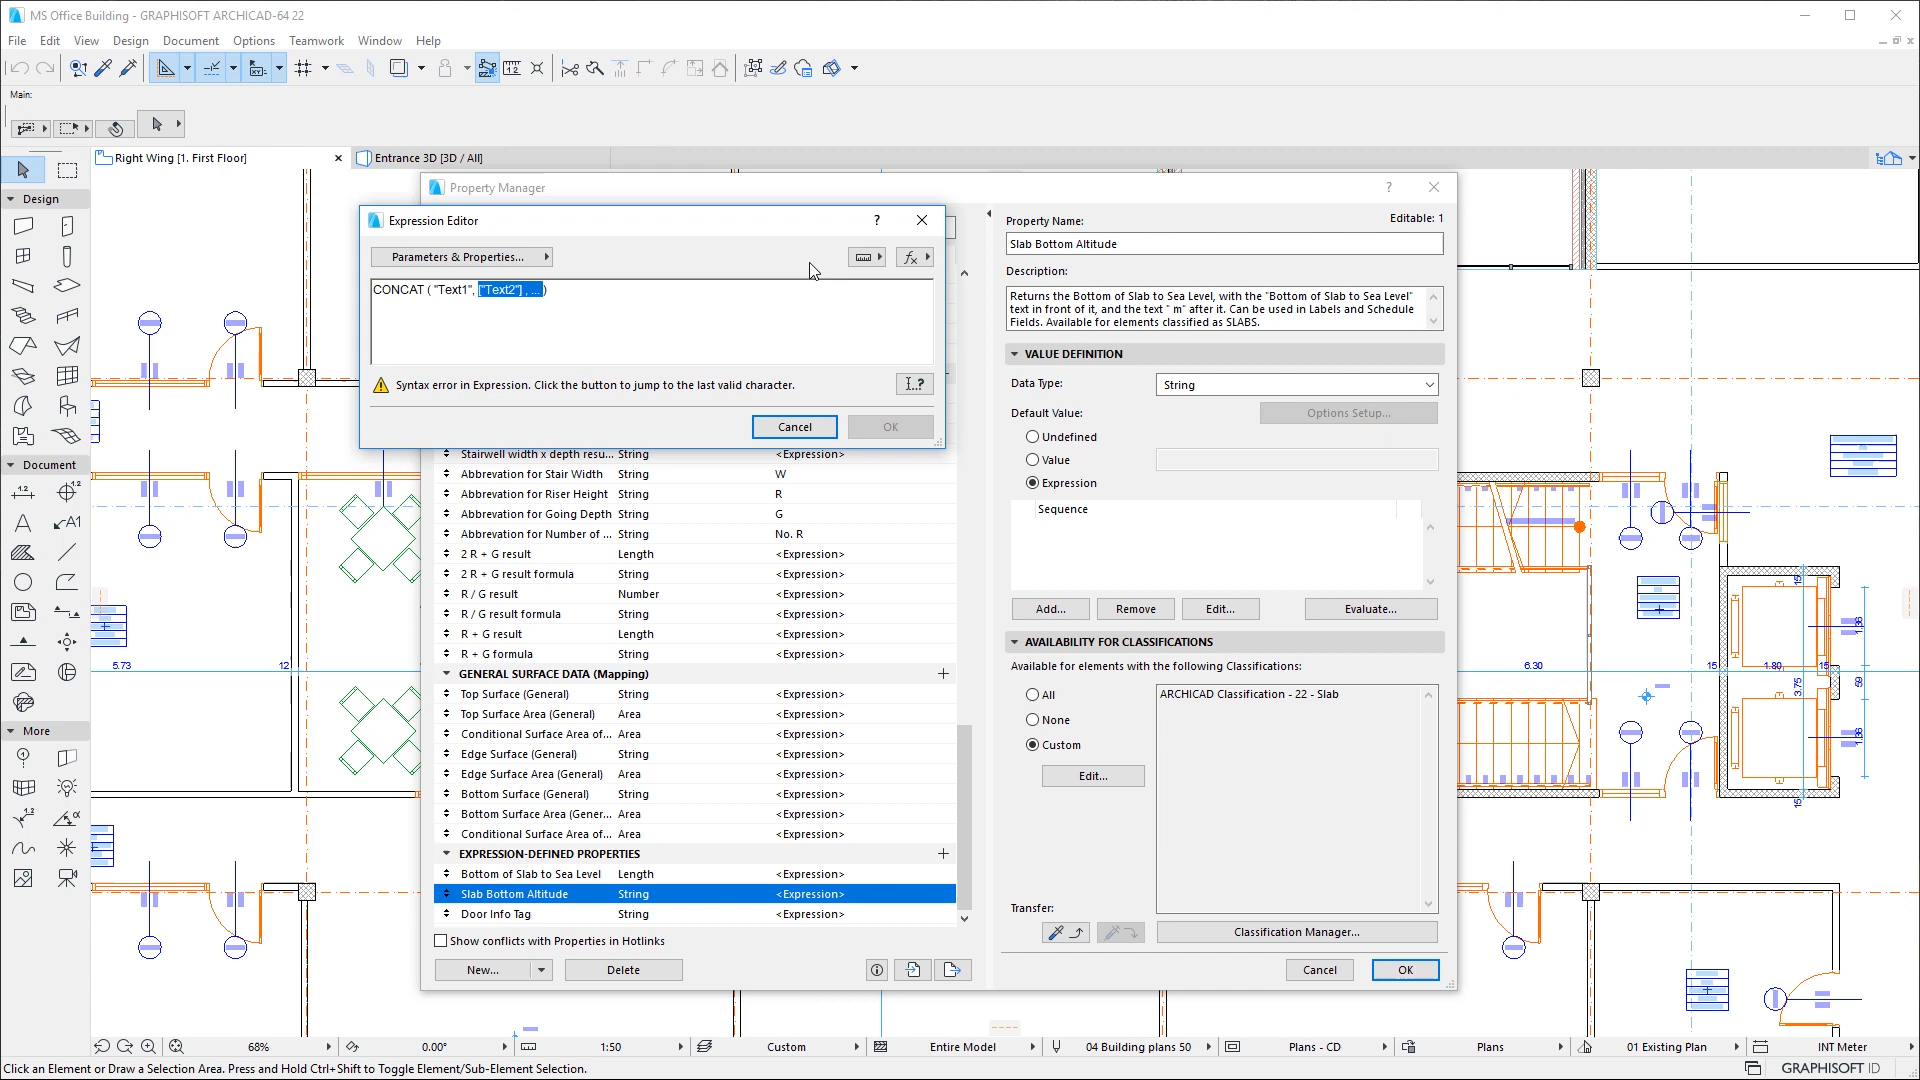 MS Office Building - GRAPHISOFT ARCHICAD-64 22
File Edit View Design Document Options Teamwork Window Help
Main:
Right Wing [1. First Floor]
Entrance 3D [3D / All]
Design
Document
More
Property Manager
Expression Editor
Parameters & Properties...
CONCAT ( "Text1", ["Text2"] , ... )
Syntax error in Expression. Click the button to jump to the last valid character.
Cancel
OK
Stairwell width x depth resu... String <Expression>
Abbrevation for Stair Width String W
Abbrevation for Riser Height String R
Abbrevation for Going Depth String G
Abbrevation for Number of ... String No. R
2 R + G result Length <Expression>
2 R + G result formula String <Expression>
R / G result Number <Expression>
R / G result formula String <Expression>
R + G result Length <Expression>
R + G formula String <Expression>
GENERAL SURFACE DATA (Mapping)
Top Surface (General) String <Expression>
Top Surface Area (General) Area <Expression>
Conditional Surface Area of... Area <Expression>
Edge Surface (General) String <Expression>
Edge Surface Area (General) Area <Expression>
Bottom Surface (General) String <Expression>
Bottom Surface Area (Gener... Area <Expression>
Conditional Surface Area of... Area <Expression>
EXPRESSION-DEFINED PROPERTIES
Bottom of Slab to Sea Level Length <Expression>
Slab Bottom Altitude String <Expression>
Door Info Tag String <Expression>
Show conflicts with Properties in Hotlinks
New...
Delete
Property Name:
Editable: 1
Slab Bottom Altitude
Description:
Returns the Bottom of Slab to Sea Level, with the "Bottom of Slab to Sea Level"
text in front of it, and the text " m" after it. Can be used in Labels and Schedule
Fields. Available for elements classified as SLABS.
VALUE DEFINITION
Data Type:
String
Default Value:
Options Setup...
Undefined
Value
Expression
Sequence
Add...
Remove
Edit...
Evaluate...
AVAILABILITY FOR CLASSIFICATIONS
Available for elements with the following Classifications:
All
None
Custom
Edit...
ARCHICAD Classification - 22 - Slab
Transfer:
Classification Manager...
Cancel
OK
5.73
12
6.30
15
1.80
15
3.75
59
1.36
1.36
15
15
68%
0.00°
1:50
Custom
Entire Model
04 Building plans 50
Plans - CD
Plans
01 Existing Plan
INT Meter
Click an Element or Draw a Selection Area. Press and Hold Ctrl+Shift to Toggle Element/Sub-Element Selection.
GRAPHISOFT ID